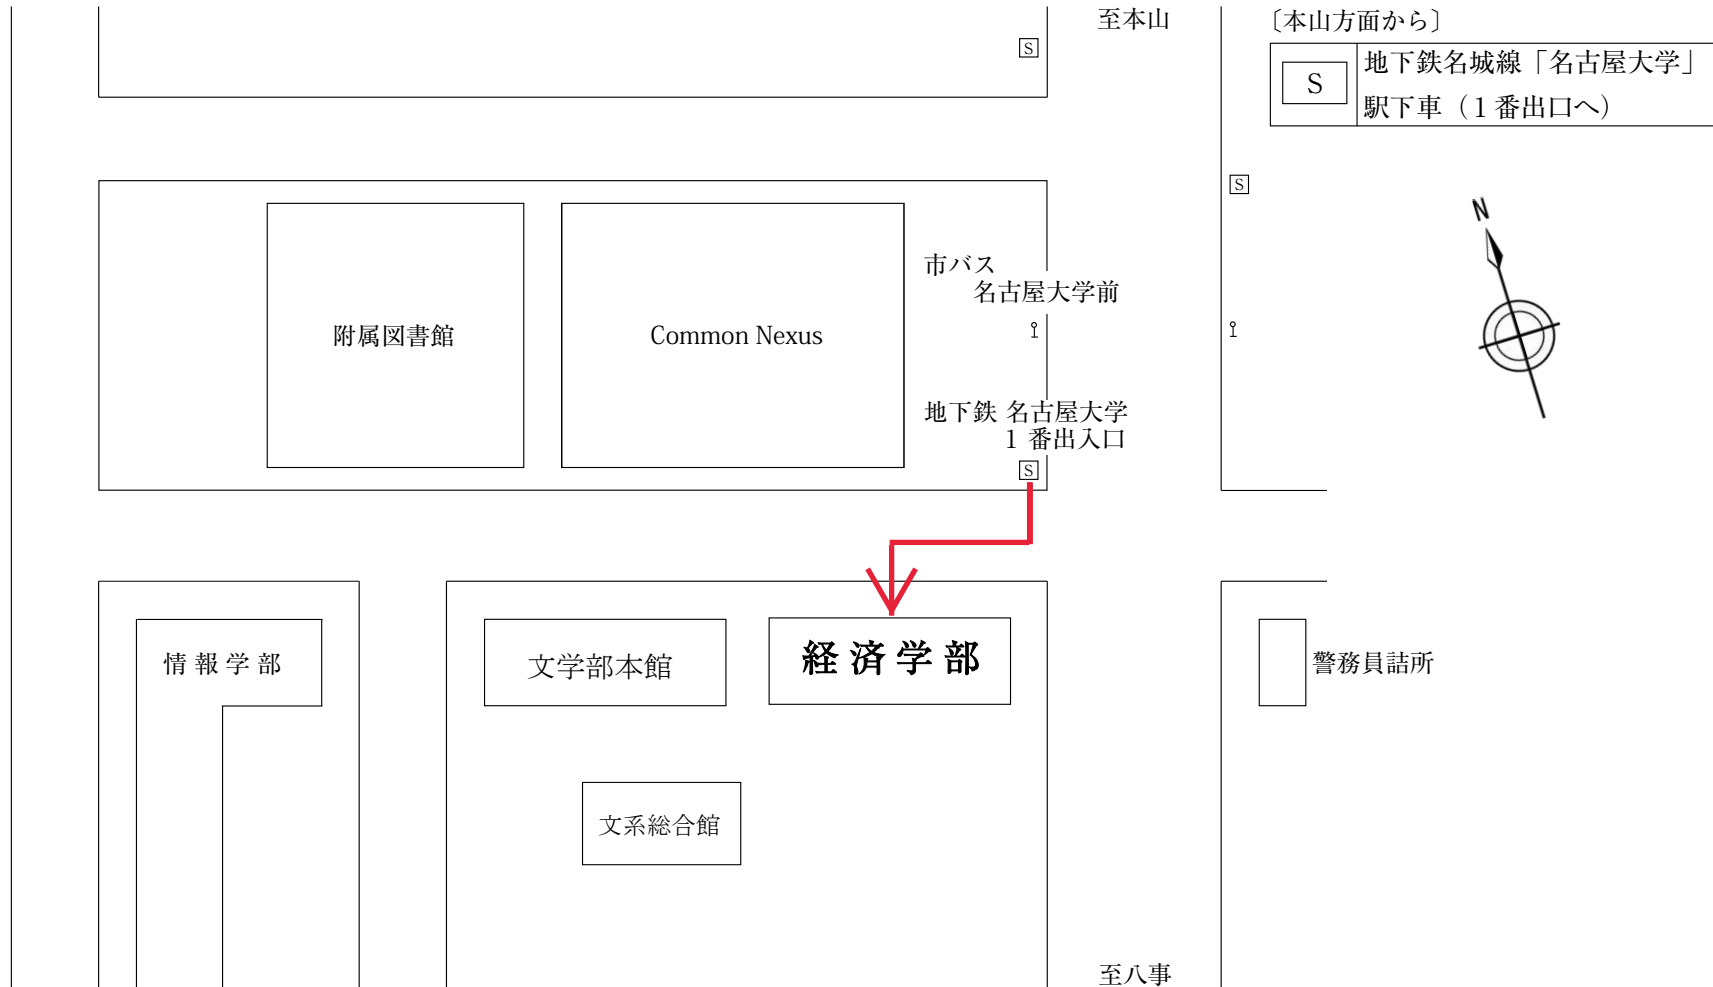 至本山
〔本山方面から〕
S
S
地下鉄名城線「名古屋大学」
駅下車（１番出口へ）
S
N
市バス
名古屋大学前
附属図書館
Common Nexus
地下鉄 名古屋大学
１番出入口
S
情報学部
文学部本館
経済学部
警務員詰所
文系総合館
至八事